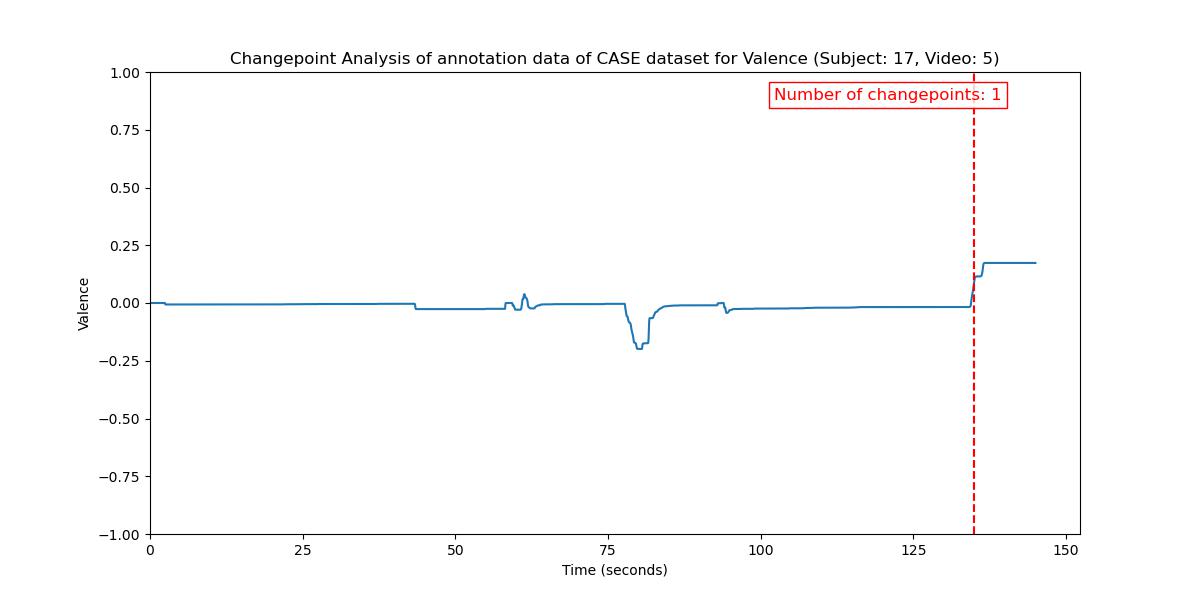 Changepoint Analysis of annotation data of CASE dataset for Valence (Subject: 17, Video: 5)
Number of changepoints: 1
1.00
0.75
0.50
0.25
0.00
−0.25
−0.50
−0.75
−1.00
Valence
0 25 50 75 100 125 150
Time (seconds)